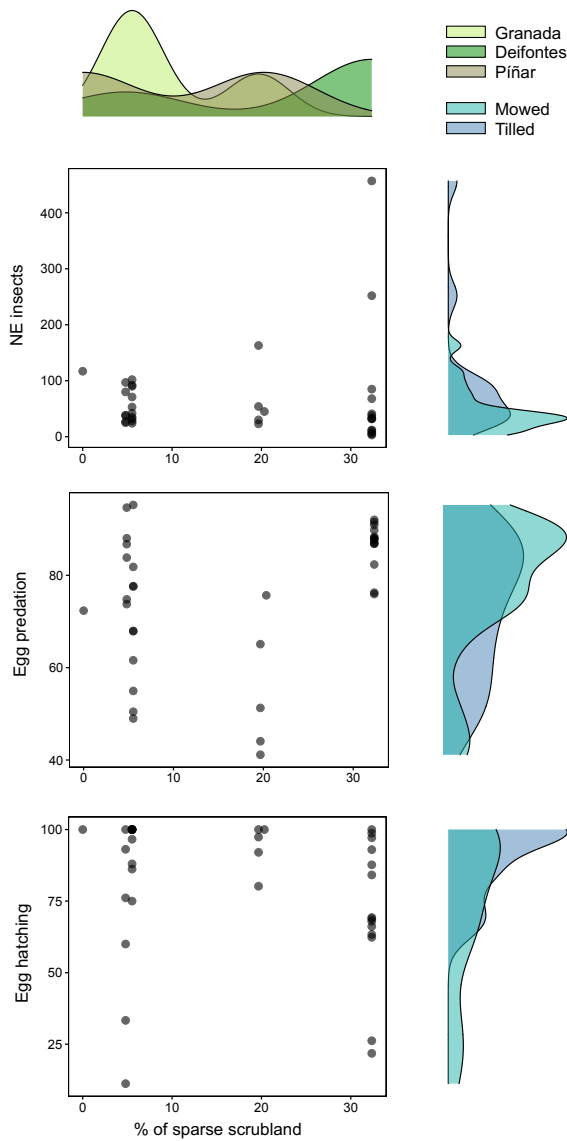 Granada
Deifontes
Píñar
Mowed
Tilled
NE insects
400
300
200
100
0
0 10 20 30
Egg predation
80
60
40
0 10 20 30
Egg hatching
100
75
50
25
0 10 20 30
% of sparse scrubland